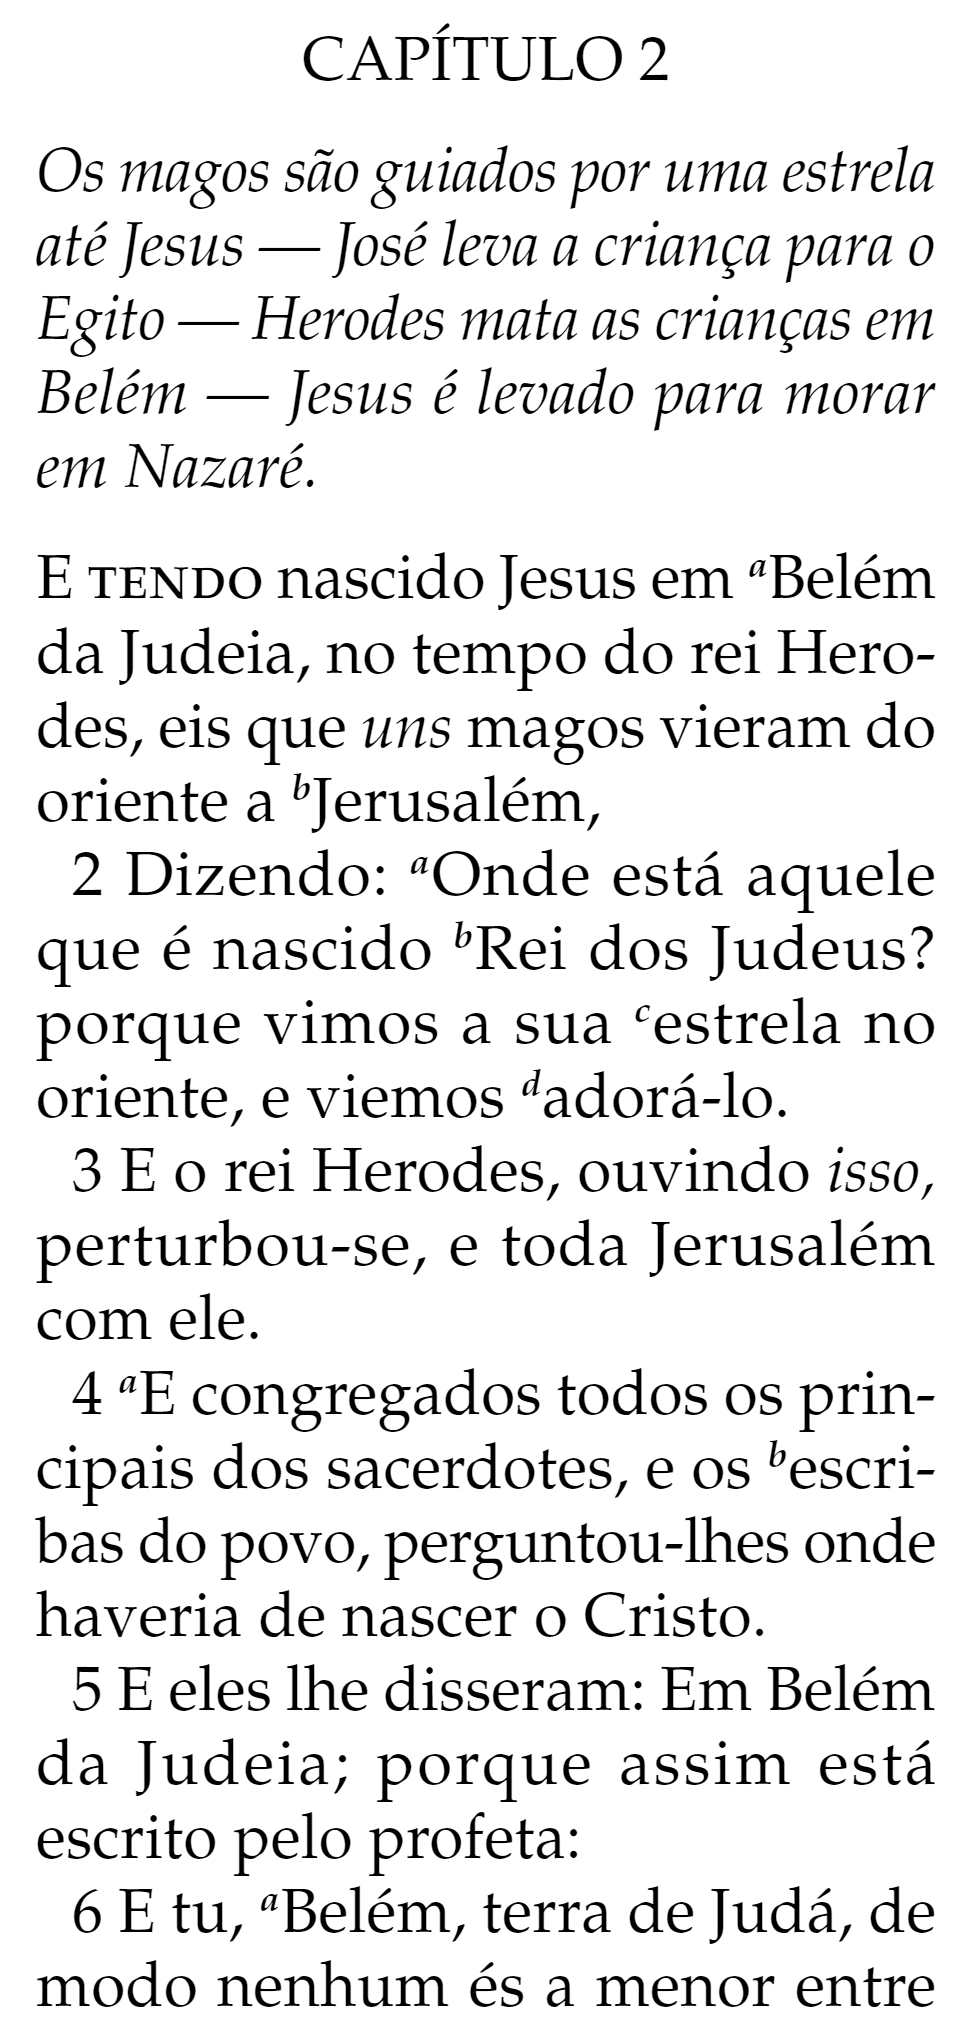 CAPÍTULO 2
Os magos são guiados por uma estrela
até Jesus — José leva a criança para o
Egito — Herodes mata as crianças em
Belém — Jesus é levado para morar
em Nazaré.
E TENDO nascido Jesus em aBelém
da Judeia, no tempo do rei Hero-
des, eis que uns magos vieram do
oriente a bJerusalém,
2 Dizendo: aOnde está aquele
que é nascido bRei dos Judeus?
porque vimos a sua cestrela no
oriente, e viemos dadorá-lo.
3 E o rei Herodes, ouvindo isso,
perturbou-se, e toda Jerusalém
com ele.
4 aE congregados todos os prin-
cipais dos sacerdotes, e os bescri-
bas do povo, perguntou-lhes onde
haveria de nascer o Cristo.
5 E eles lhe disseram: Em Belém
da Judeia; porque assim está
escrito pelo profeta:
6 E tu, aBelém, terra de Judá, de
modo nenhum és a menor entre